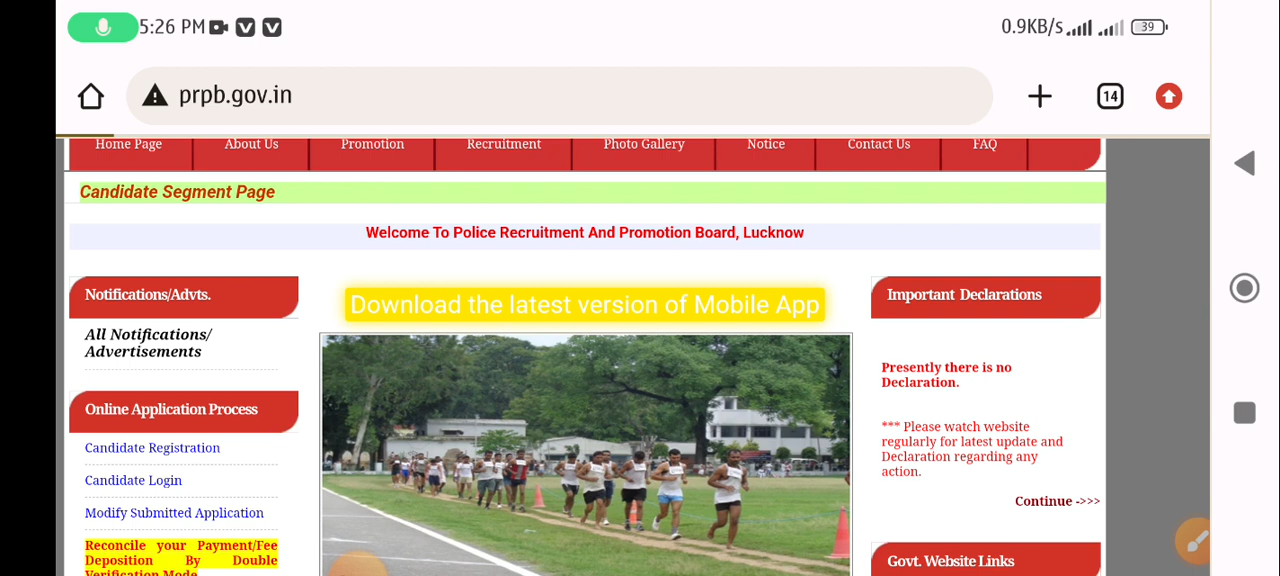 5:26 PM
0.9KB/s
39
prpb.gov.in
14
Home Page About Us Promotion Recruitment Photo Gallery Notice Contact Us FAQ
Candidate Segment Page
Welcome To Police Recruitment And Promotion Board, Lucknow
Notifications/Advts.
All Notifications/
Advertisements
Online Application Process
Candidate Registration
Candidate Login
Modify Submitted Application
Reconcile your Payment/Fee
Deposition By Double
Verification Mode
Download the latest version of Mobile App
Important Declarations
Presently there is no
Declaration.
*** Please watch website
regularly for latest update and
Declaration regarding any
action.
Continue ->>>
Govt. Website Links